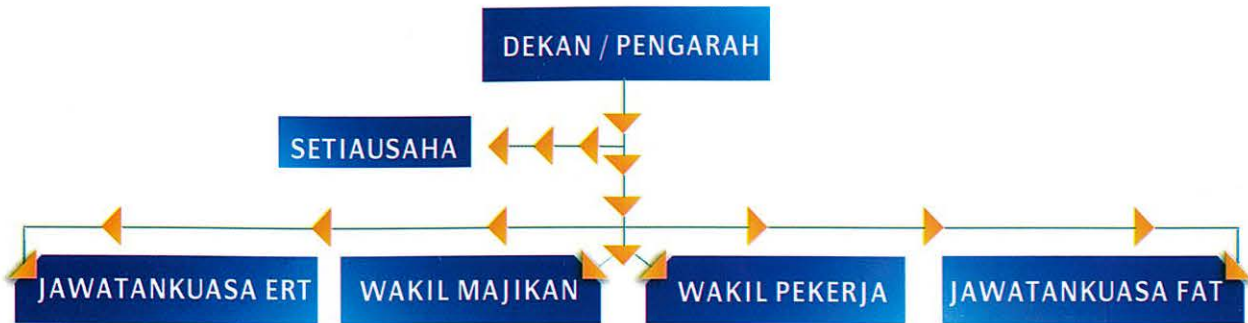 DEKAN / PENGARAH
SETIAUSAHA
JAWATANKUASA ERT
WAKIL MAJIKAN
WAKIL PEKERJA
JAWATANKUASA FAT